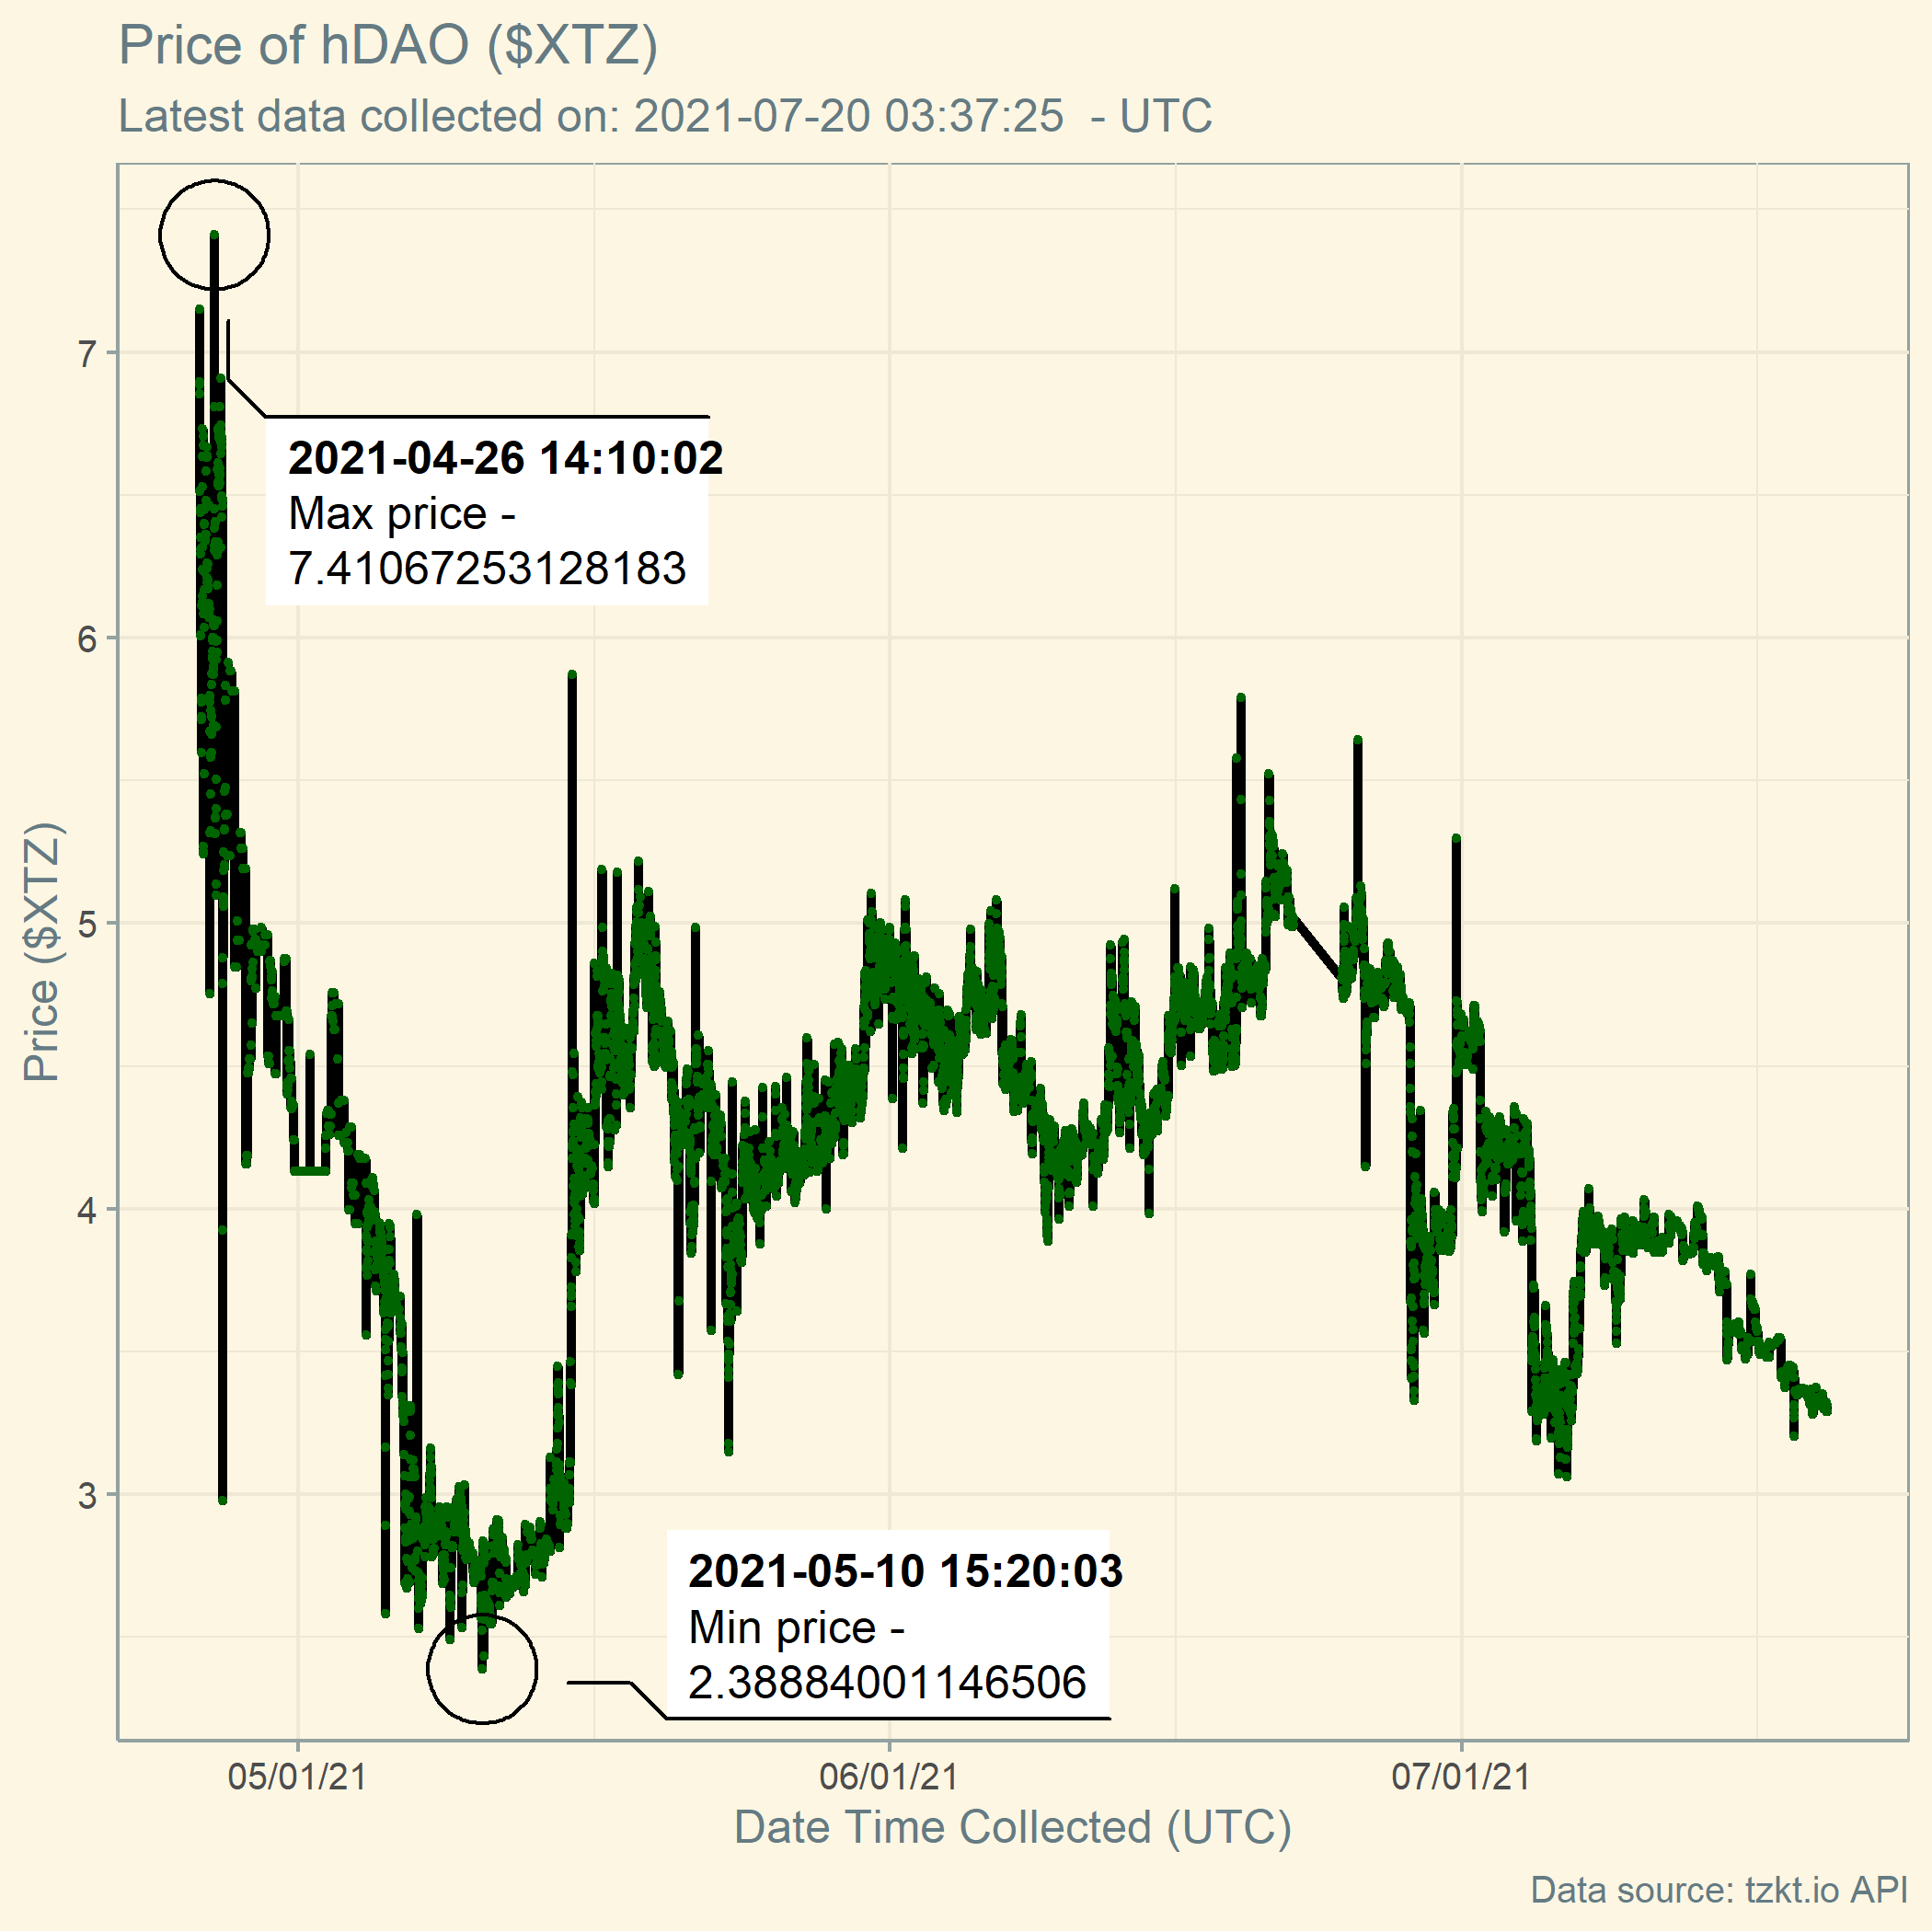 Price of hDAO ($XTZ)
Latest data collected on: 2021-07-20 03:37:25  - UTC
Price ($XTZ)
7
6
5
4
3
2021-04-26 14:10:02
Max price -
7.41067253128183
2021-05-10 15:20:03
Min price -
2.38884001146506
05/01/21
06/01/21
07/01/21
Date Time Collected (UTC)
Data source: tzkt.io API